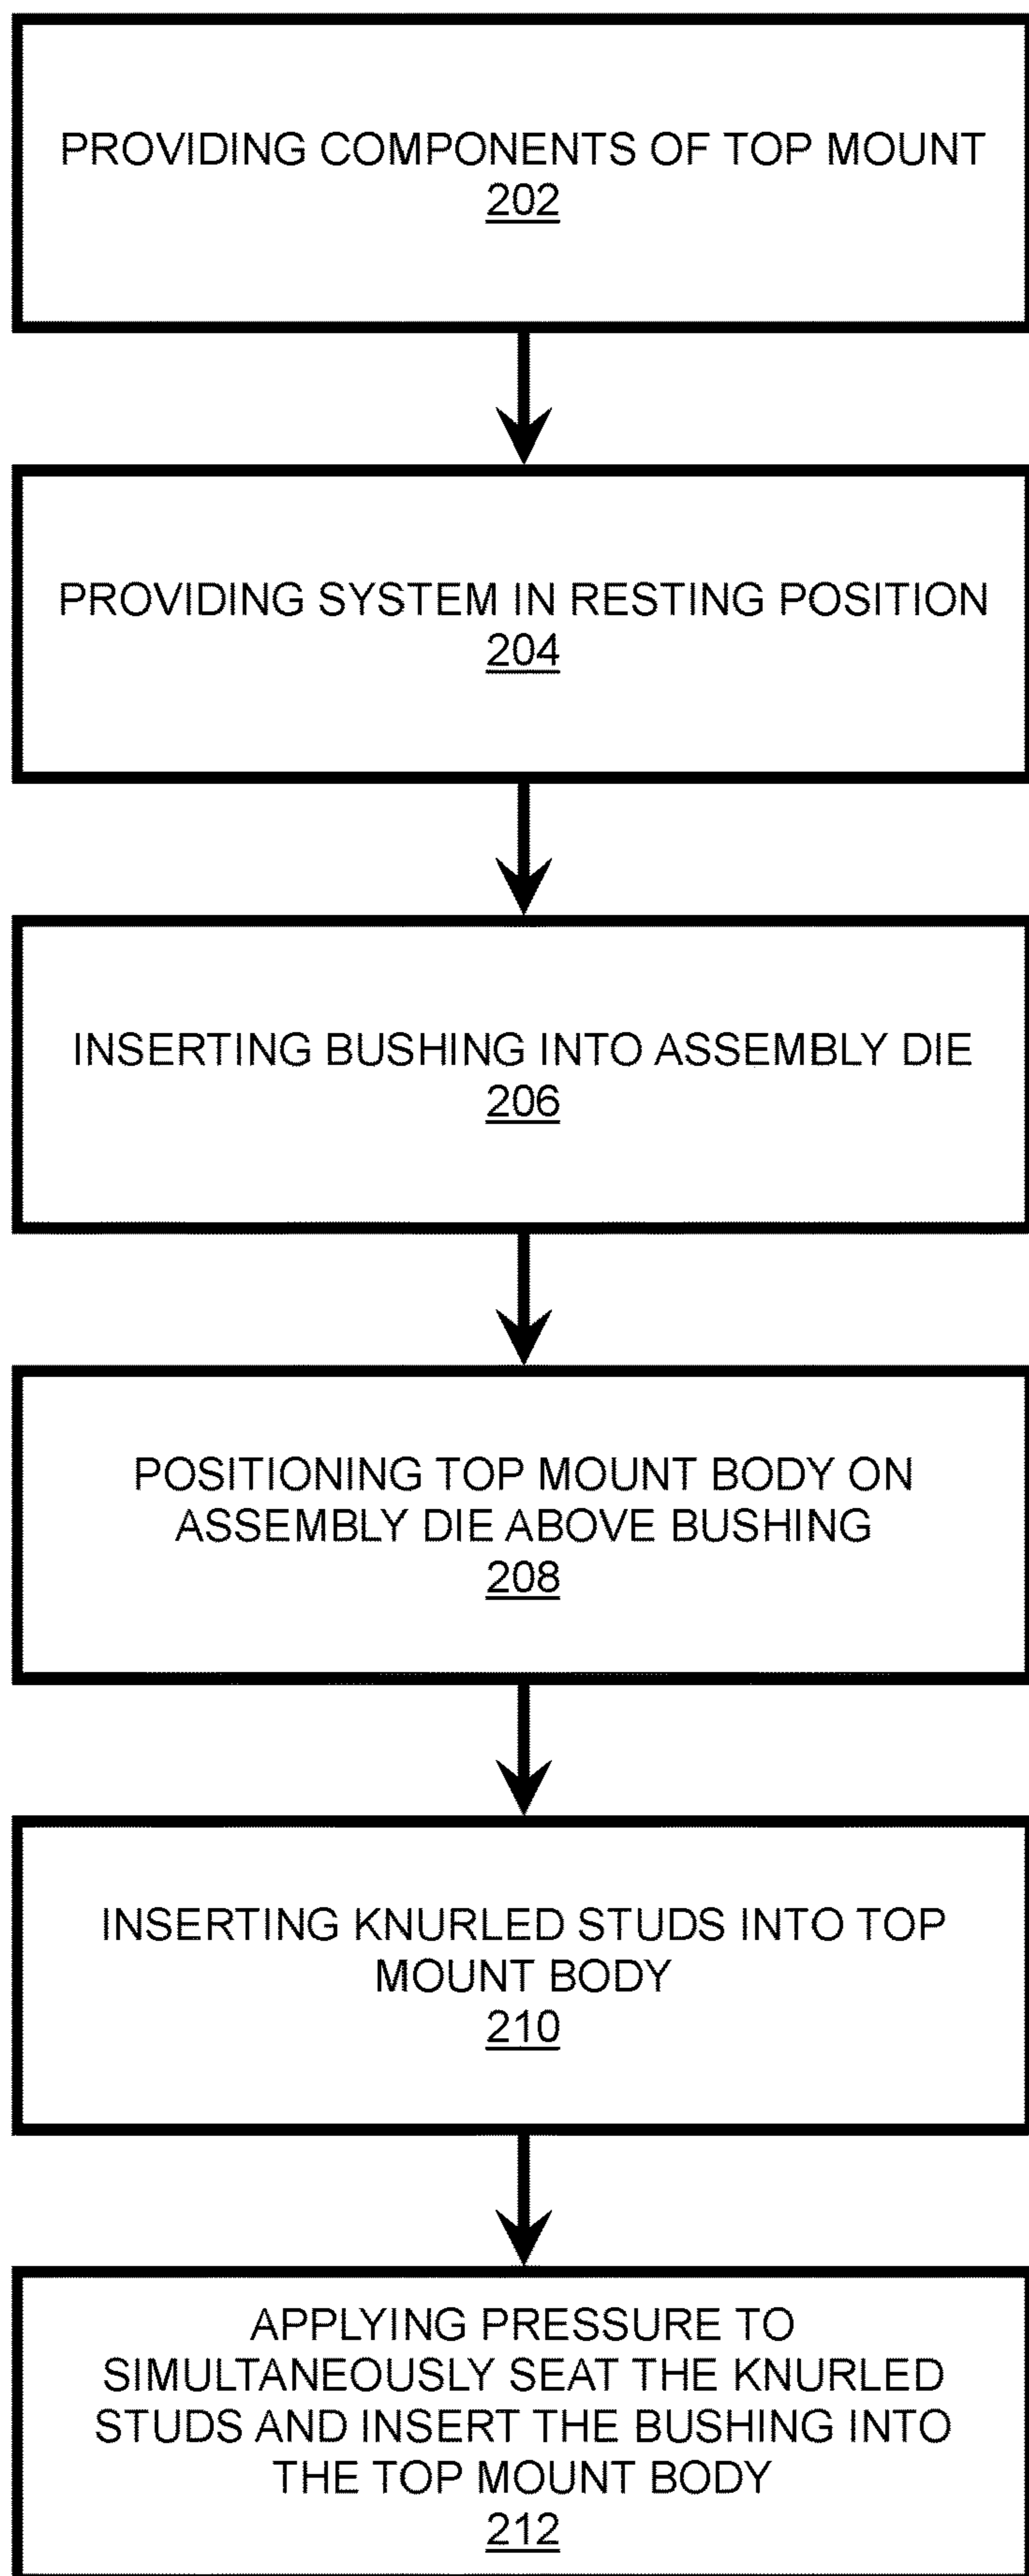 PROVIDING COMPONENTS OF TOP MOUNT
202
PROVIDING SYSTEM IN RESTING POSITION
204
INSERTING BUSHING INTO ASSEMBLY DIE
206
POSITIONING TOP MOUNT BODY ON
ASSEMBLY DIE ABOVE BUSHING
208
INSERTING KNURLED STUDS INTO TOP
MOUNT BODY
210
APPLYING PRESSURE TO
SIMULTANEOUSLY SEAT THE KNURLED
STUDS AND INSERT THE BUSHING INTO
THE TOP MOUNT BODY
212